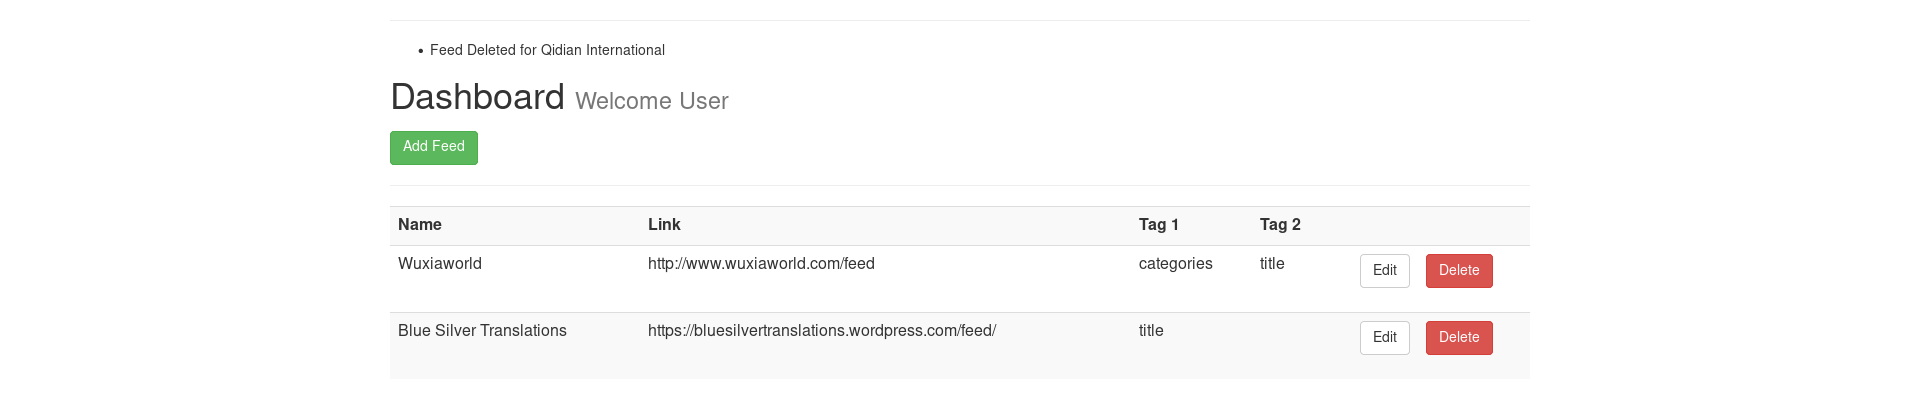 • Feed Deleted for Qidian International
Dashboard Welcome User
Add Feed
Name Link Tag 1 Tag 2
Wuxiaworld http://www.wuxiaworld.com/feed categories title Edit Delete
Blue Silver Translations https://bluesilvertranslations.wordpress.com/feed/ title Edit Delete